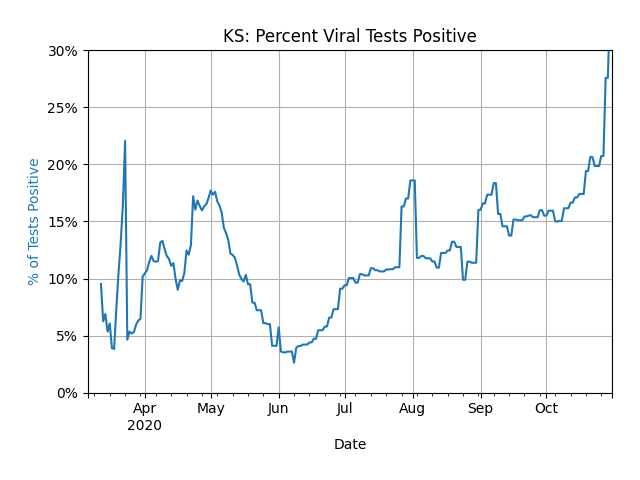 KS: Percent Viral Tests Positive
30%
25%
20%
15%
10%
5%
0%
% of Tests Positive
Apr May Jun Jul Aug Sep Oct
2020
Date